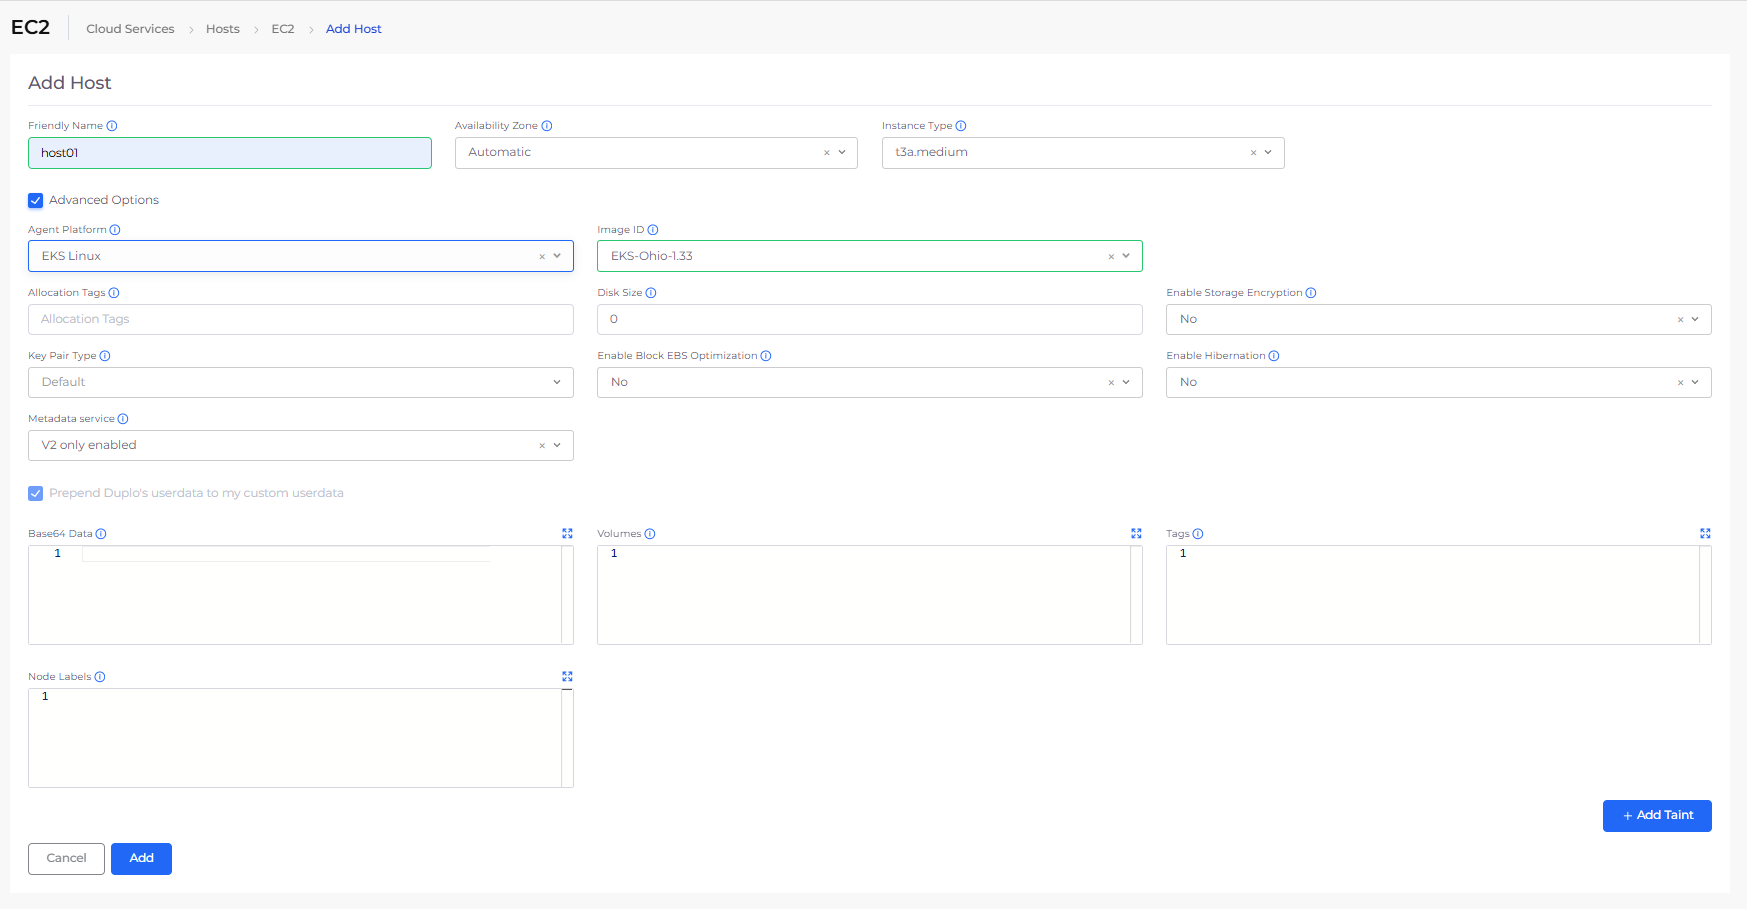 EC2 Cloud Services > Hosts > EC2 > Add Host
Add Host
Friendly Name Availability Zone Instance Type
host01 Automatic × t3a.medium ×
Advanced Options
Agent Platform Image ID
EKS Linux × EKS-Ohio-1.33 ×
Allocation Tags Disk Size Enable Storage Encryption
Allocation Tags 0 No ×
Key Pair Type Enable Block EBS Optimization Enable Hibernation
Default No × No ×
Metadata service
V2 only enabled ×
Prepend Duplo's userdata to my custom userdata
Base64 Data Volumes Tags
1 1 1
Node Labels
1
+ Add Taint
Cancel Add